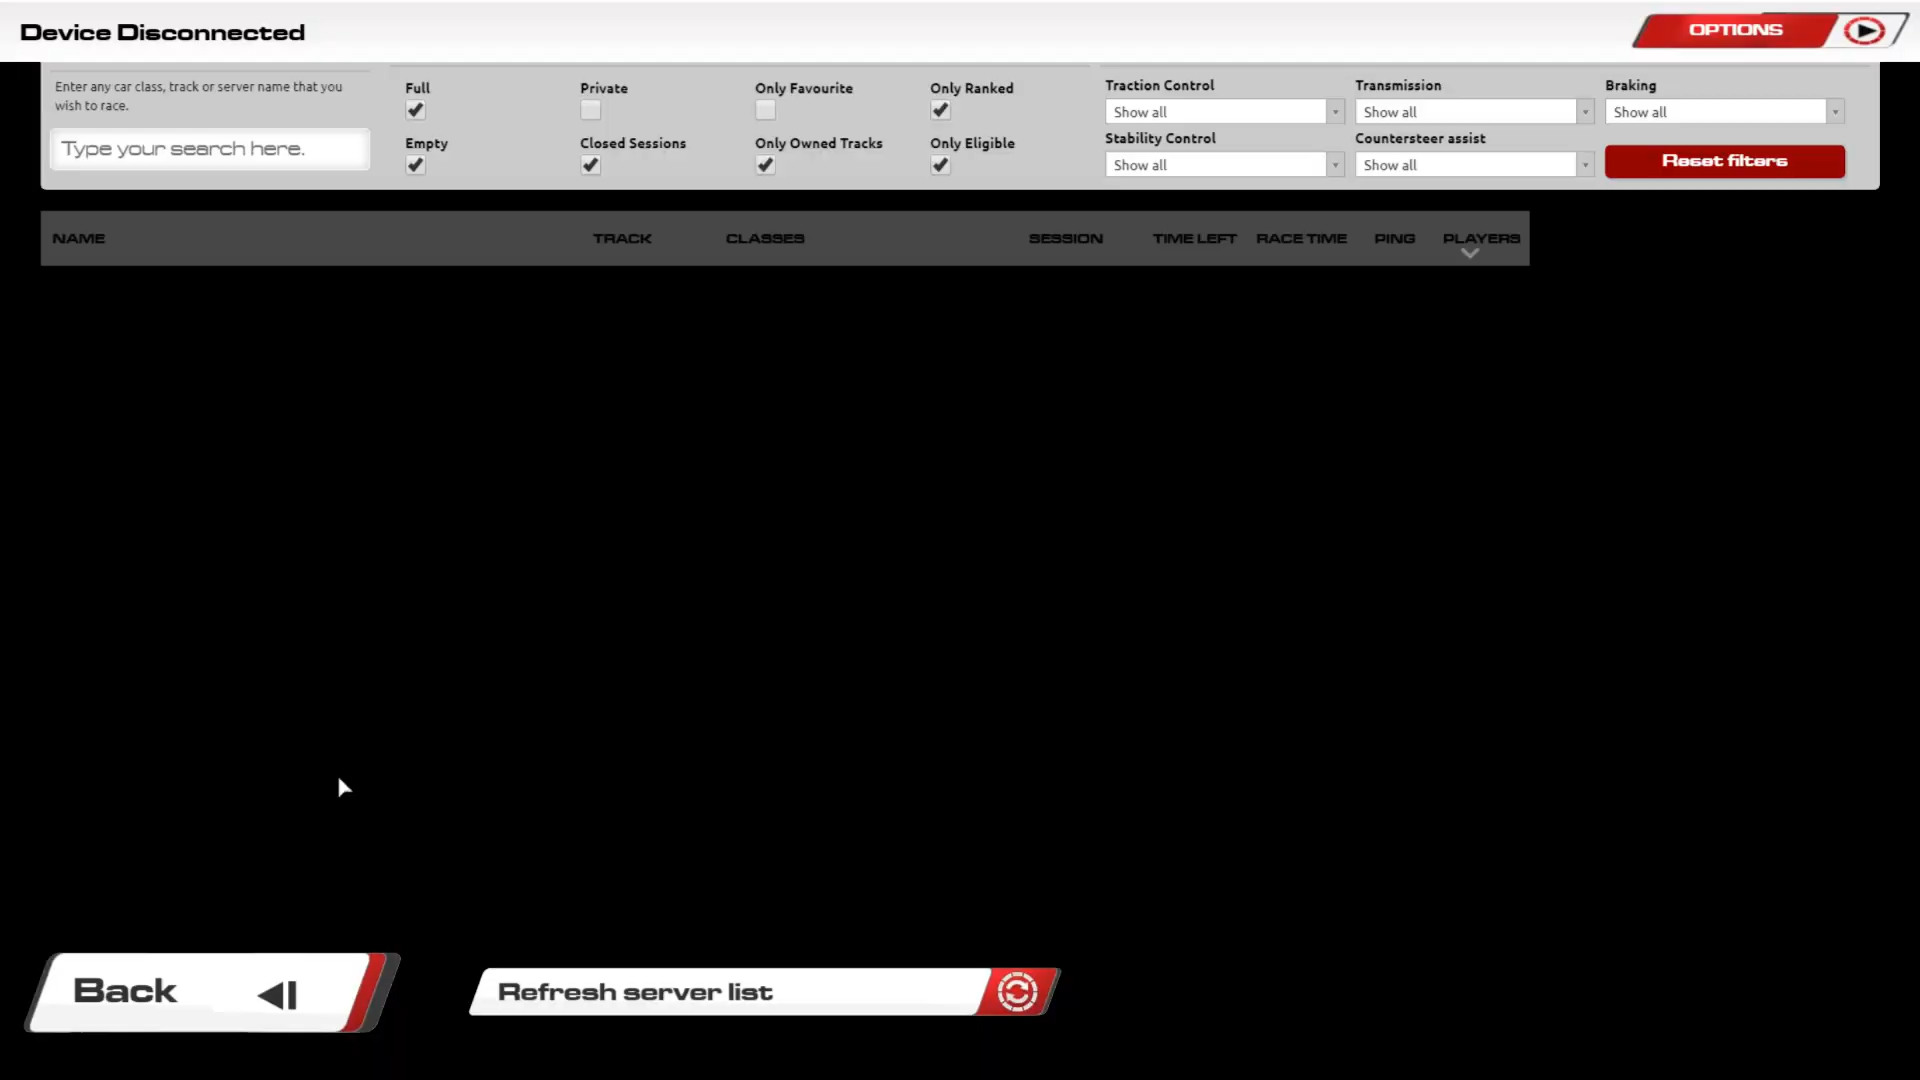 Device Disconnected
OPTIONS
Enter any car class, track or server name that you
wish to race.
Type your search here.
Full
Private
Only Favourite
Only Ranked
Empty
Closed Sessions
Only Owned Tracks
Only Eligible
Traction Control
Transmission
Braking
Show all
Show all
Show all
Stability Control
Countersteer assist
Show all
Show all
Reset filters
NAME
TRACK
CLASSES
SESSION
TIME LEFT
RACE TIME
PING
PLAYERS
Back
Refresh server list